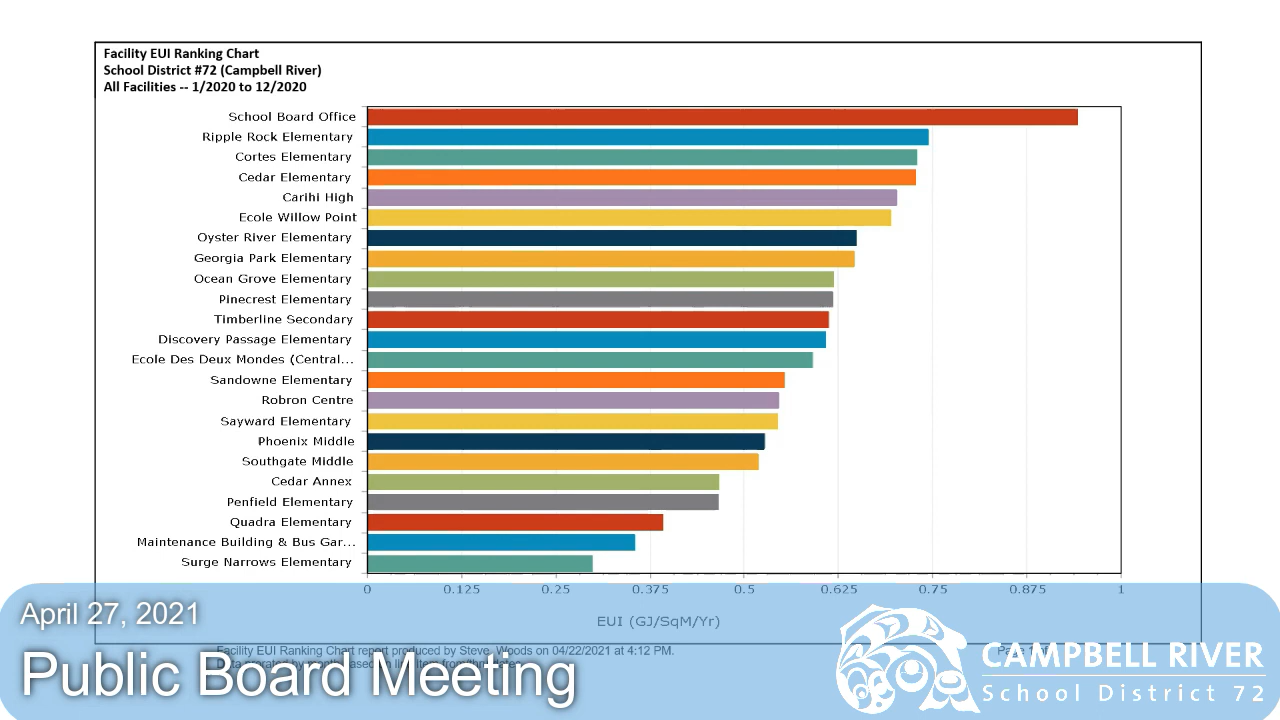 Facility EUI Ranking Chart
School District #72 (Campbell River)
All Facilities -- 1/2020 to 12/2020
School Board Office
Ripple Rock Elementary
Cortes Elementary
Cedar Elementary
Carihi High
Ecole Willow Point
Oyster River Elementary
Georgia Park Elementary
Ocean Grove Elementary
Pinecrest Elementary
Timberline Secondary
Discovery Passage Elementary
Ecole Des Deux Mondes (Central...
Sandowne Elementary
Robron Centre
Sayward Elementary
Phoenix Middle
Southgate Middle
Cedar Annex
Penfield Elementary
Quadra Elementary
Maintenance Building & Bus Gar...
Surge Narrows Elementary
0 0.125 0.25 0.375 0.5 0.625 0.75 0.875 1
EUI (GJ/SqM/Yr)
Facility EUI Ranking Chart report produced by Steve Woods on 04/22/2021 at 4:12 PM.
April 27, 2021
Public Board Meeting
CAMPBELL RIVER
School District 72